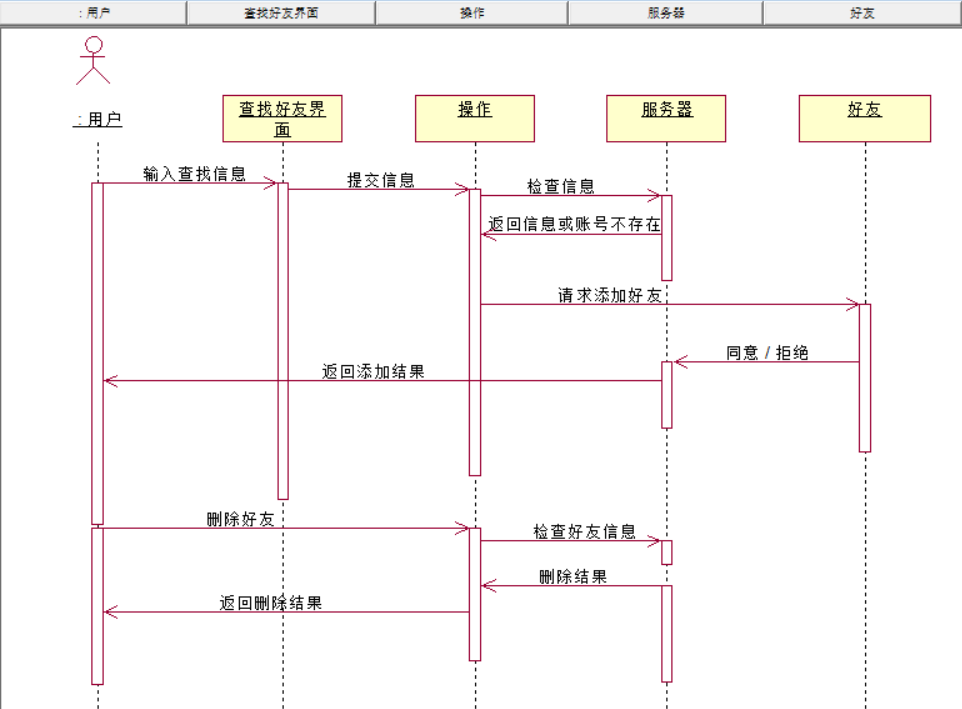 : 用户
查找好友界面
操作
服务器
好友
: 用户
查找好友界
面
操作
服务器
好友
输入查找信息
提交信息
检查信息
返回信息或账号不存在
请求添加好友
同意 / 拒绝
返回添加结果
删除好友
检查好友信息
删除结果
返回删除结果